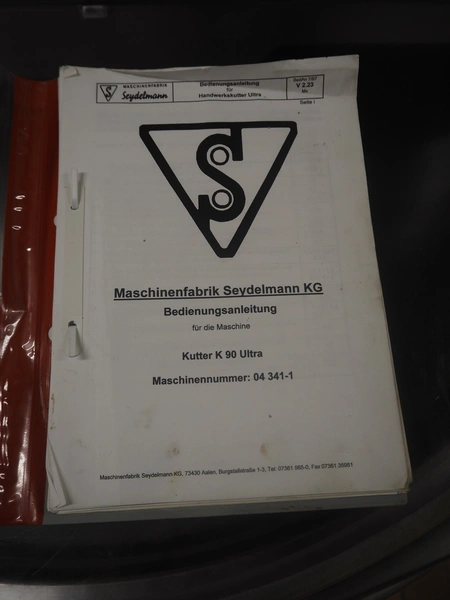 MASCHINENFABRIK
Seydelmann
Bedienungsanleitung
für
Handwerkskutter Ultra
V 2.23
Seite I
S
Maschinenfabrik Seydelmann KG
Bedienungsanleitung
für die Maschine
Kutter K 90 Ultra
Maschinennummer: 04 341-1
Maschinenfabrik Seydelmann KG, 73430 Aalen, Burgstallstraße 1-3, Tel: 07361 565-0, Fax 07361 35951